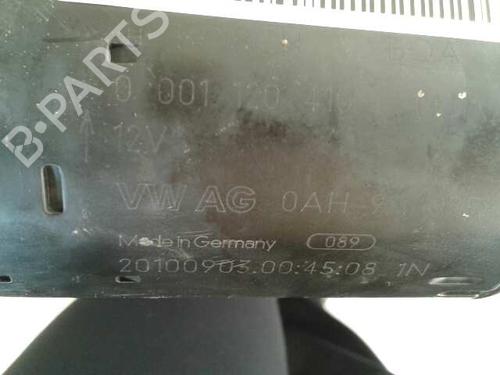 B-PARTS
0 001 120 410
12V
VW AG 0AH
Made in Germany 089
20100903.00:45:08 1N